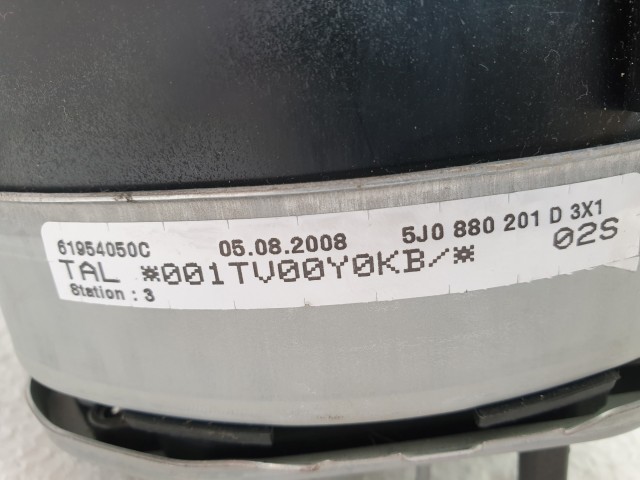 61954050C 05.08.2008 5J0 880 201 D 3X1
TAL *001TV00Y0KB/* 02S
Station : 3